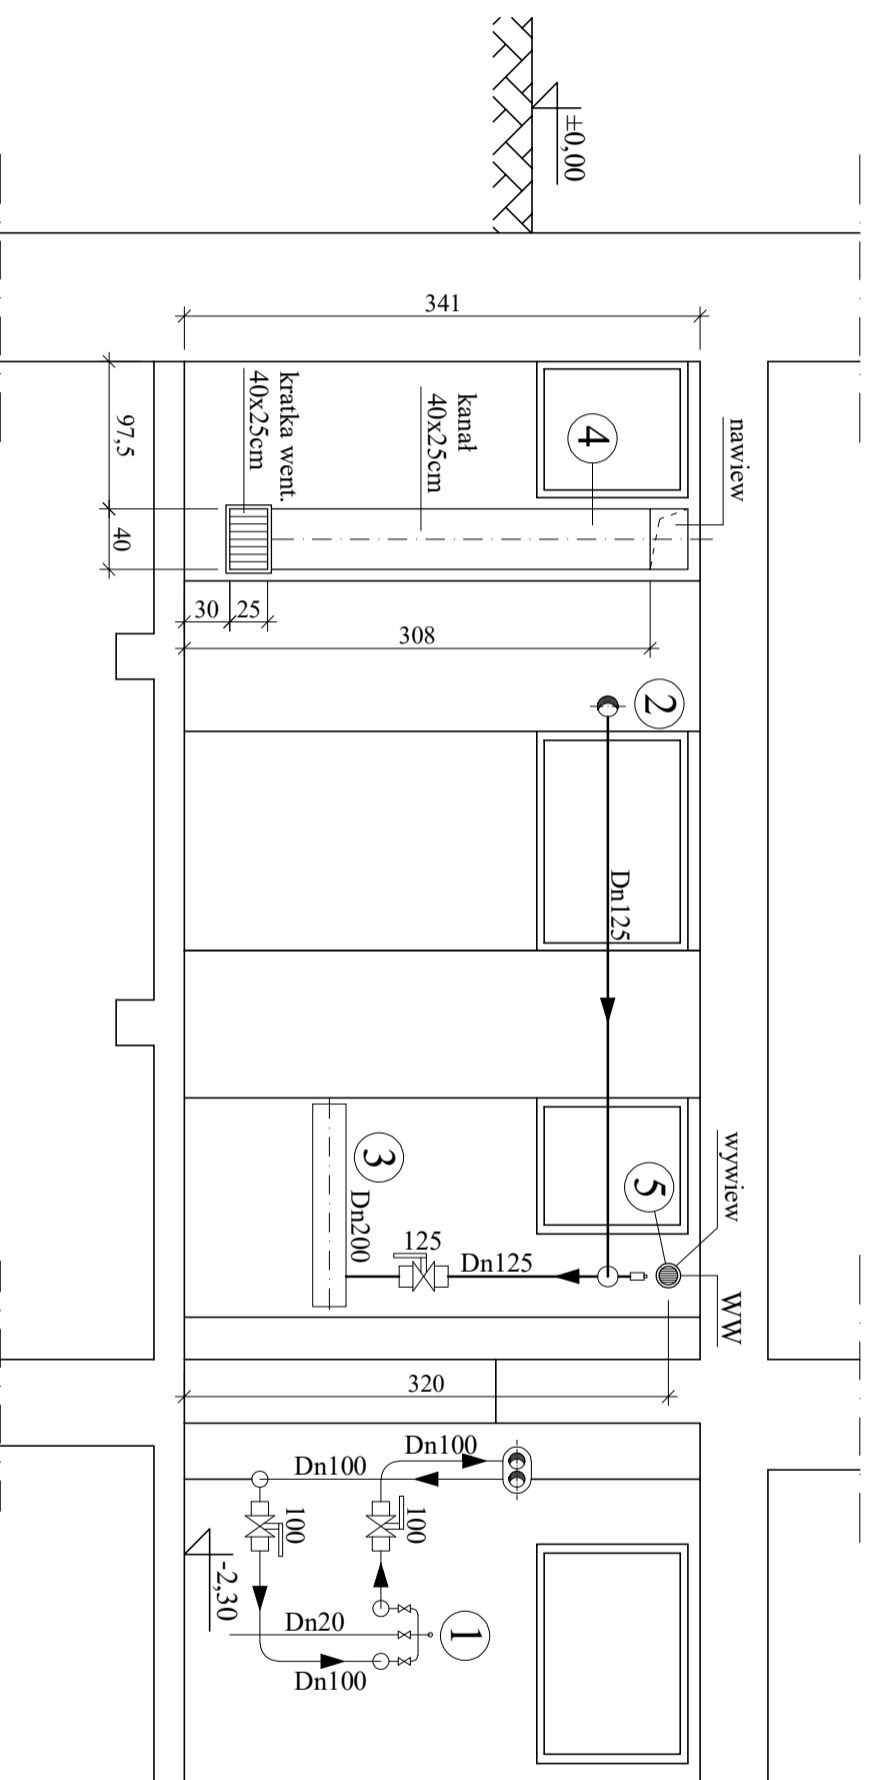 ±0,00
341
nawiew
4
kanał
40x25cm
kratka went.
40x25cm
97,5
40
30
25
308
2
Dn125
wywiew
5
WW
3
Dn200
125
Dn125
320
Dn100
Dn100
100
100
-2,30
Dn20
1
Dn100